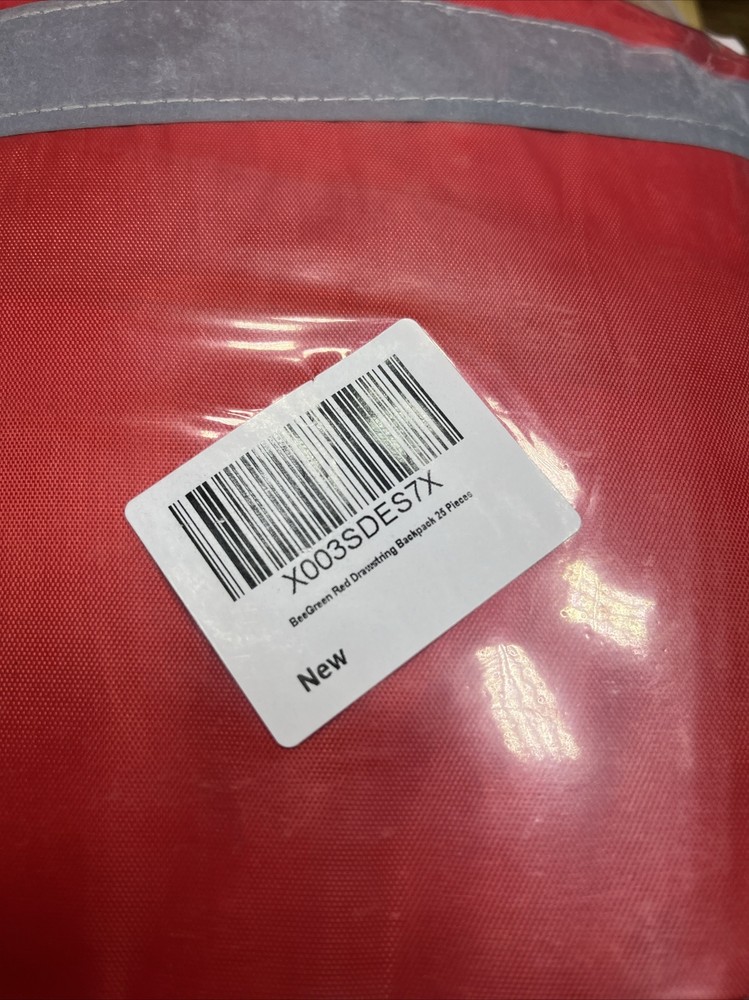 X003SDES7X
BeeGreen Red Drawstring Backpack 25 Pieces
New